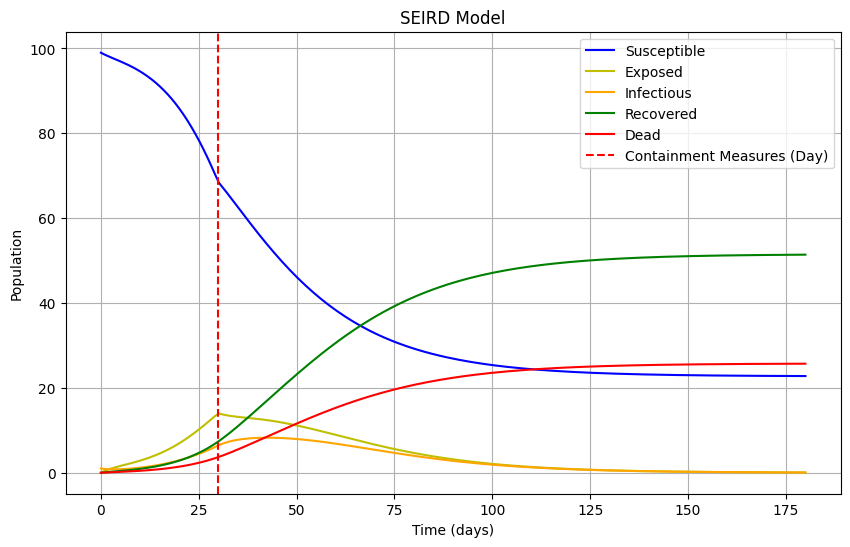 SEIRD Model
Susceptible
Exposed
Infectious
Recovered
Dead
Containment Measures (Day)
Population
100
80
60
40
20
0
0 25 50 75 100 125 150 175
Time (days)